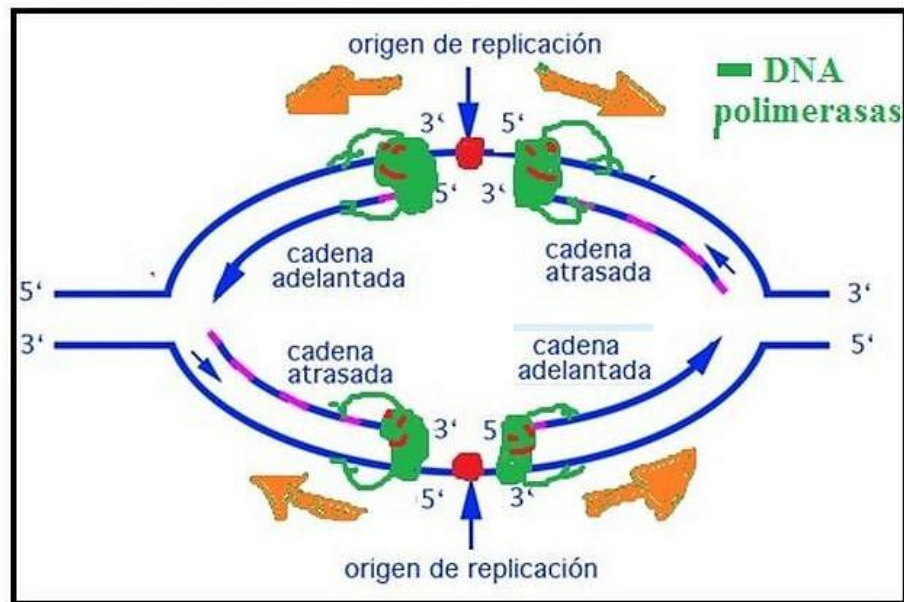 origen de replicación
DNA
polimerasas
3‘ 5‘
5‘ 3‘
cadena
adelantada
cadena
atrasada
5‘ 3‘
3‘ 5‘
cadena
atrasada
cadena
adelantada
3‘ 5
5‘ 3‘
origen de replicación